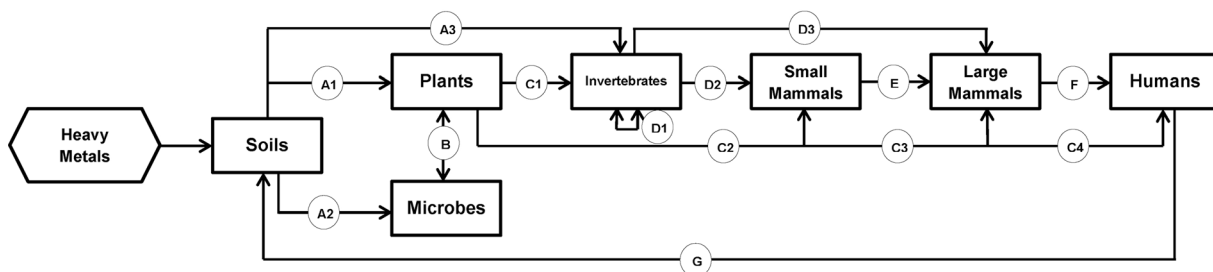 A3
D3
A1
Plants
C1
Invertebrates
D2
Small
Mammals
E
Large
Mammals
F
Humans
Heavy
Metals
Soils
B
D1
C2
C3
C4
A2
Microbes
G